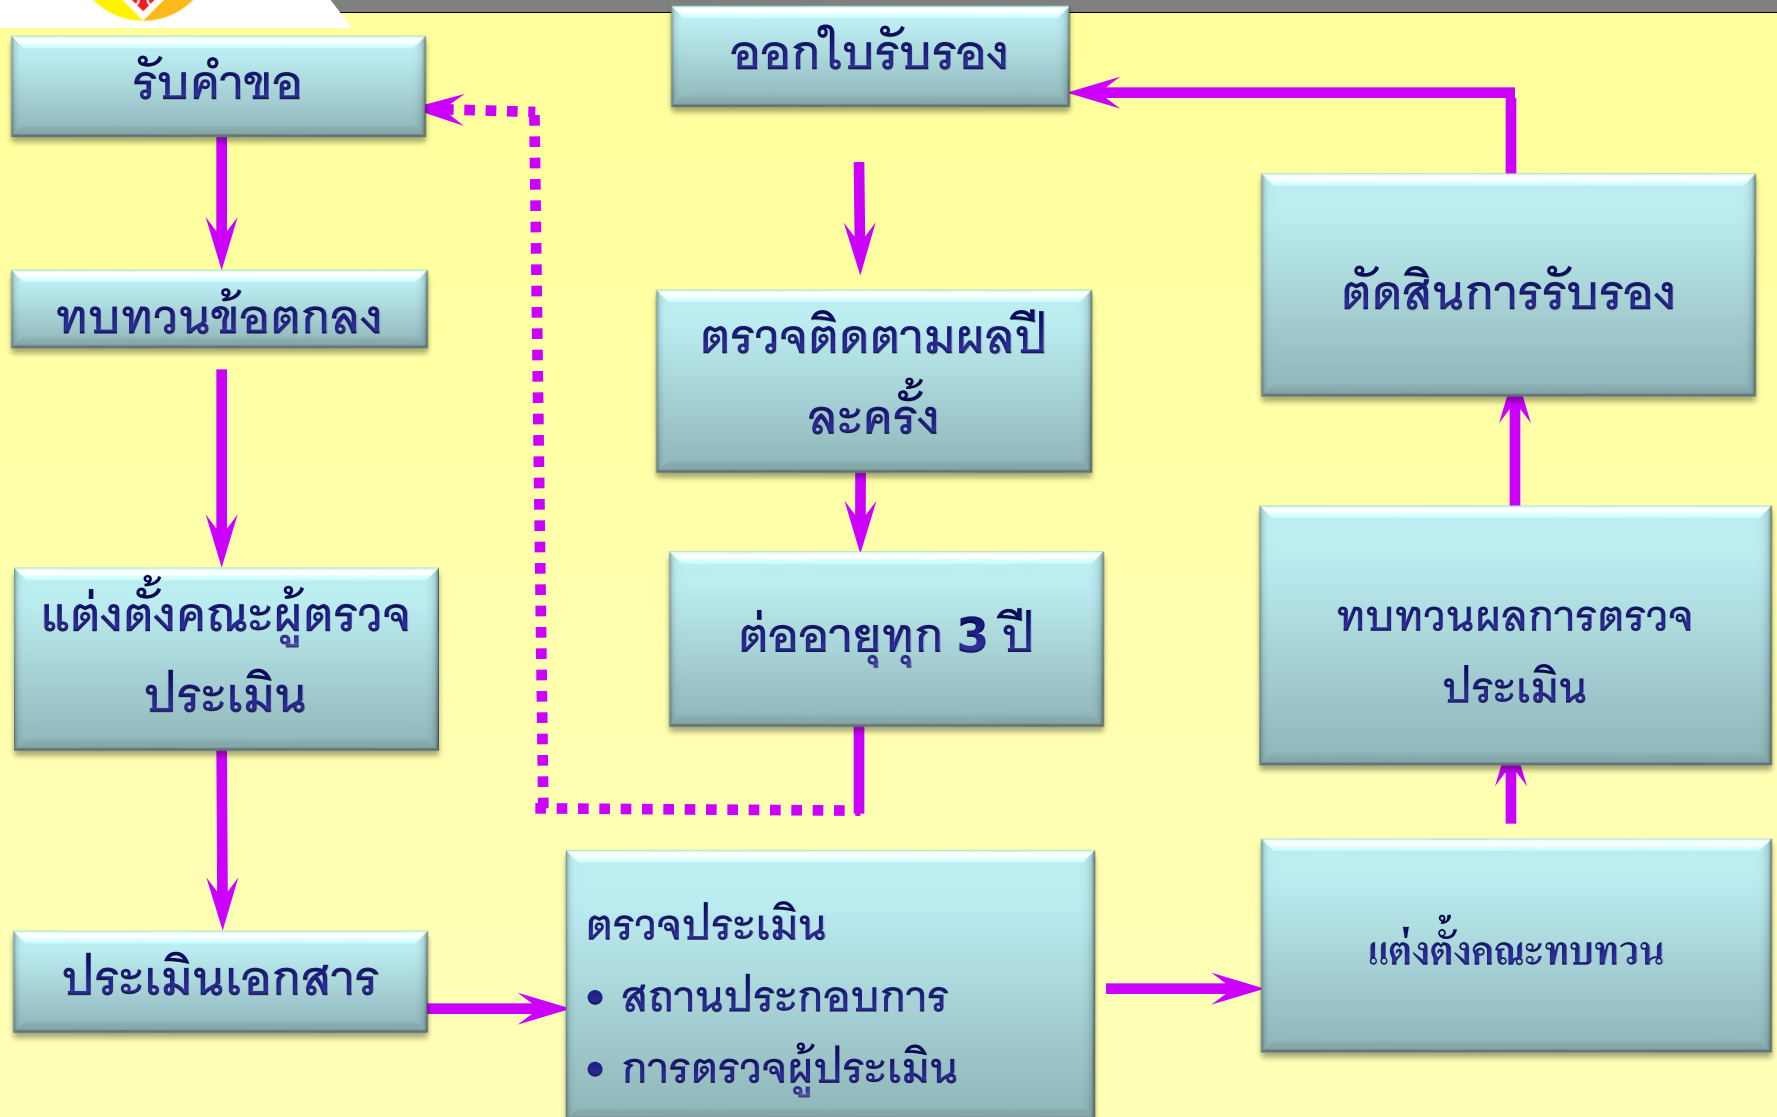 รับคำขอ
ทบทวนข้อตกลง
แต่งตั้งคณะผู้ตรวจ
ประเมิน
ประเมินเอกสาร
ตรวจประเมิน
• สถานประกอบการ
• การตรวจผู้ประเมิน
แต่งตั้งคณะทบทวน
ทบทวนผลการตรวจ
ประเมิน
ตัดสินการรับรอง
ออกใบรับรอง
ตรวจติดตามผลปี
ละครั้ง
ต่ออายุทุก 3 ปี